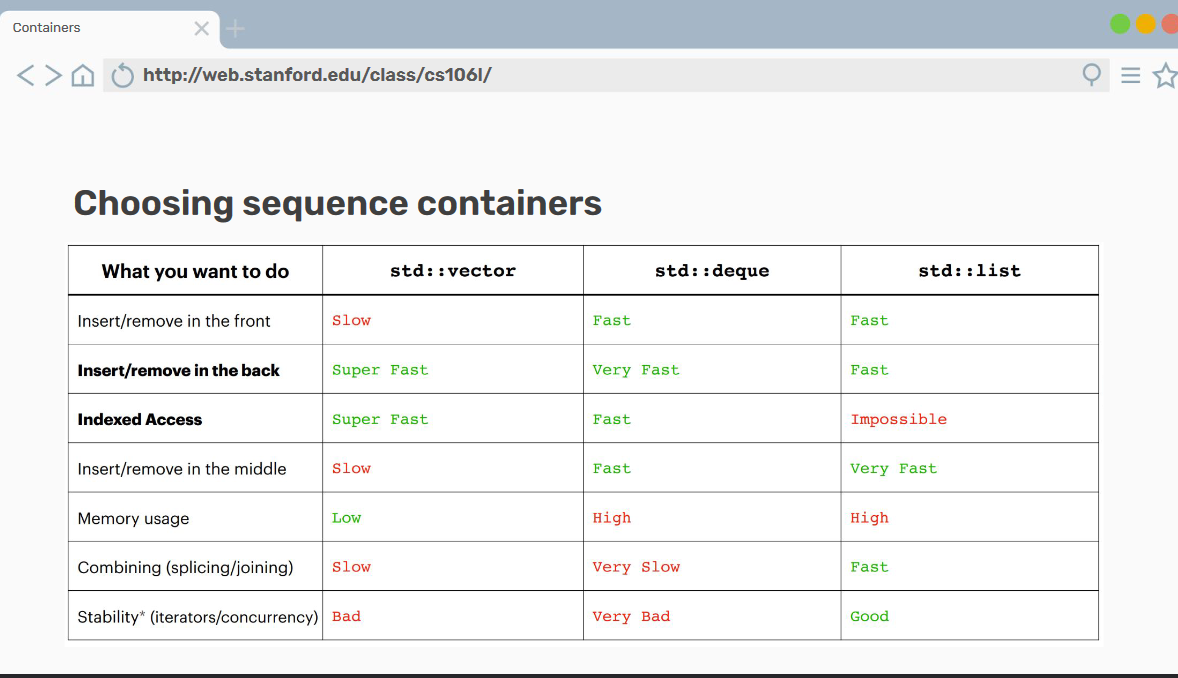 Containers
http://web.stanford.edu/class/cs106l/
Choosing sequence containers
What you want to do std::vector std::deque std::list
Insert/remove in the front Slow Fast Fast
Insert/remove in the back Super Fast Very Fast Fast
Indexed Access Super Fast Fast Impossible
Insert/remove in the middle Slow Fast Very Fast
Memory usage Low High High
Combining (splicing/joining) Slow Very Slow Fast
Stability* (iterators/concurrency) Bad Very Bad Good